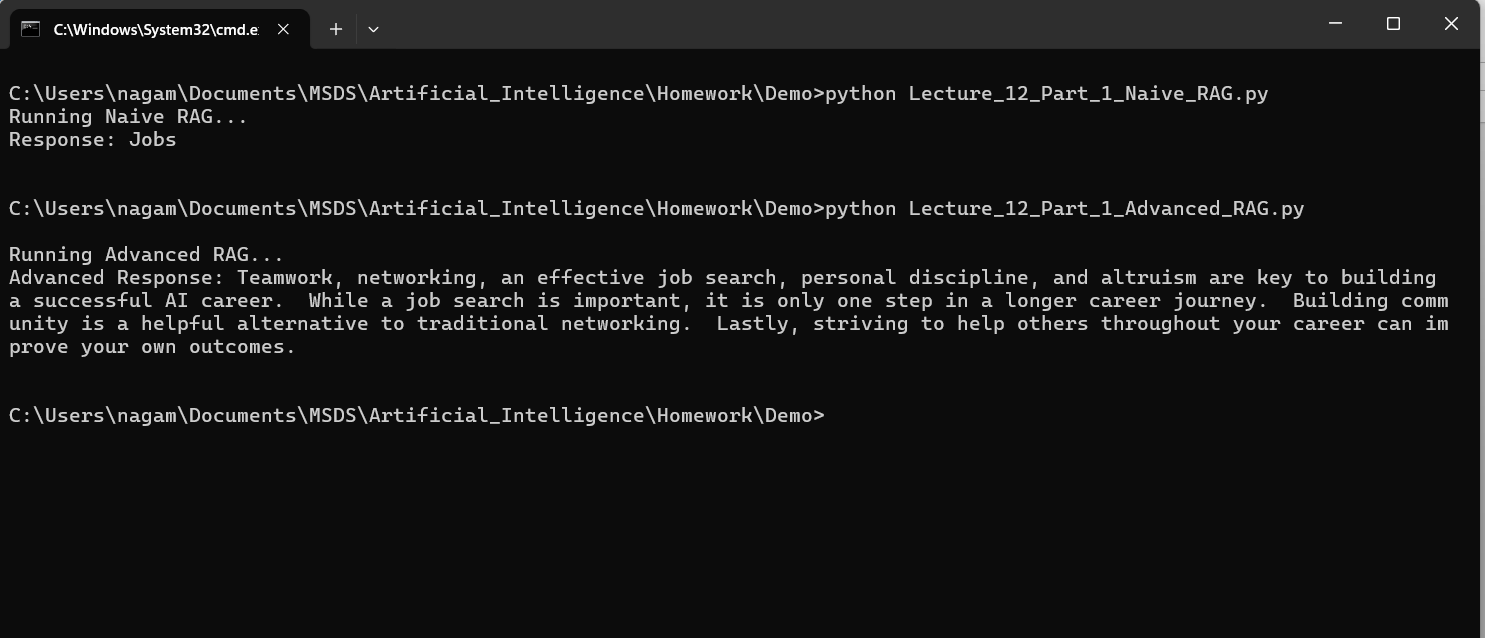 C:\Windows\System32\cmd.e
C:\Users\nagam\Documents\MSDS\Artificial_Intelligence\Homework\Demo>python Lecture_12_Part_1_Naive_RAG.py
Running Naive RAG...
Response: Jobs
C:\Users\nagam\Documents\MSDS\Artificial_Intelligence\Homework\Demo>python Lecture_12_Part_1_Advanced_RAG.py
Running Advanced RAG...
Advanced Response: Teamwork, networking, an effective job search, personal discipline, and altruism are key to building
a successful AI career.  While a job search is important, it is only one step in a longer career journey.  Building comm
unity is a helpful alternative to traditional networking.  Lastly, striving to help others throughout your career can im
prove your own outcomes.
C:\Users\nagam\Documents\MSDS\Artificial_Intelligence\Homework\Demo>